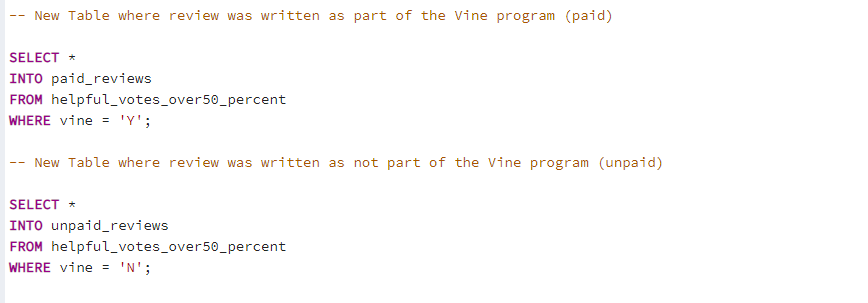 -- New Table where review was written as part of the Vine program (paid)
SELECT *
INTO paid_reviews
FROM helpful_votes_over50_percent
WHERE vine = 'Y';
-- New Table where review was written as not part of the Vine program (unpaid)
SELECT *
INTO unpaid_reviews
FROM helpful_votes_over50_percent
WHERE vine = 'N';